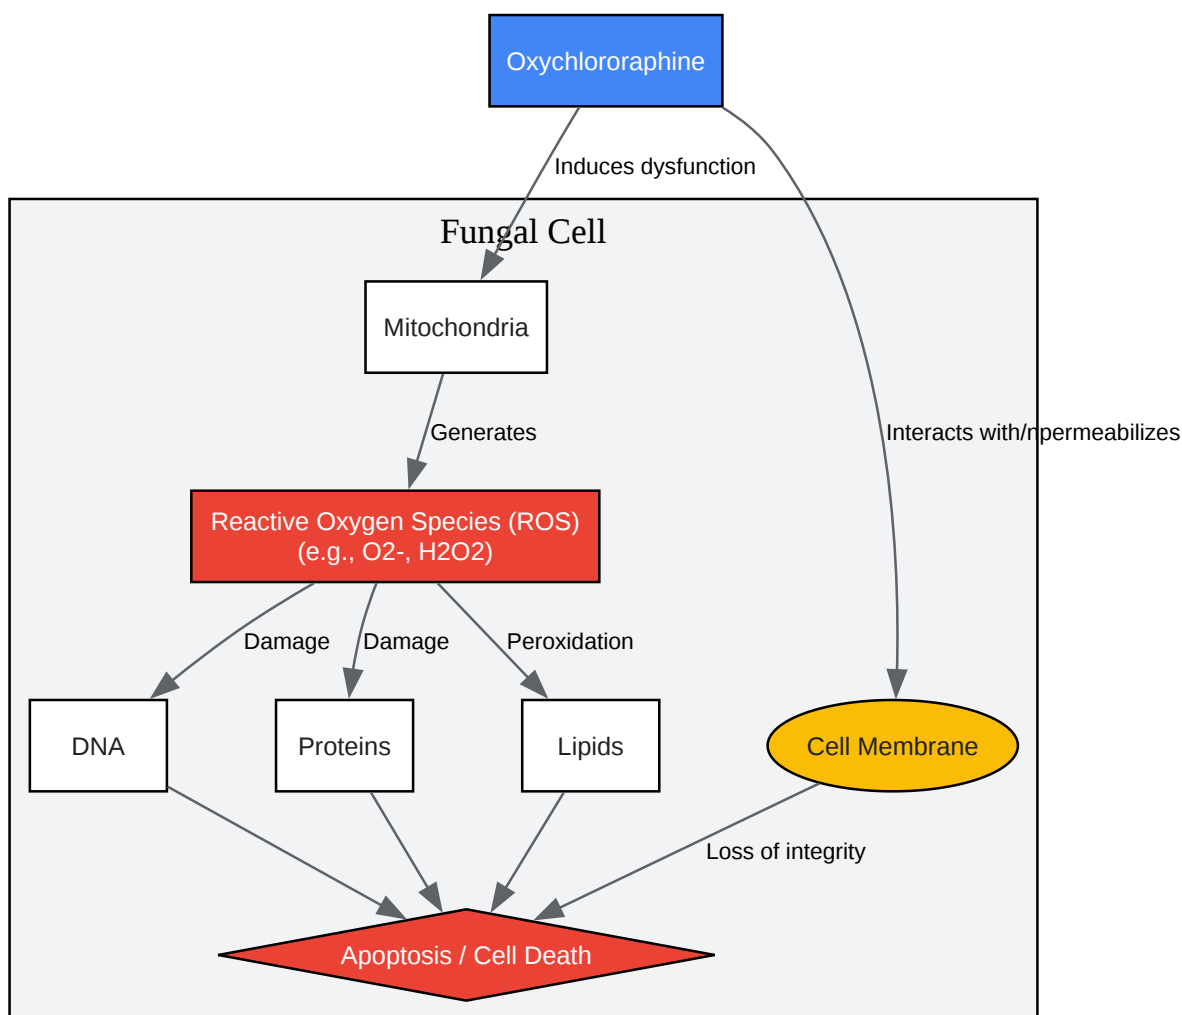 Oxychlororaphine
Induces dysfunction
Fungal Cell
Mitochondria
Generates
Interacts with/npermeabilizes
Reactive Oxygen Species (ROS)
(e.g., O2-, H2O2)
Damage
Damage
Peroxidation
DNA
Proteins
Lipids
Cell Membrane
Loss of integrity
Apoptosis / Cell Death